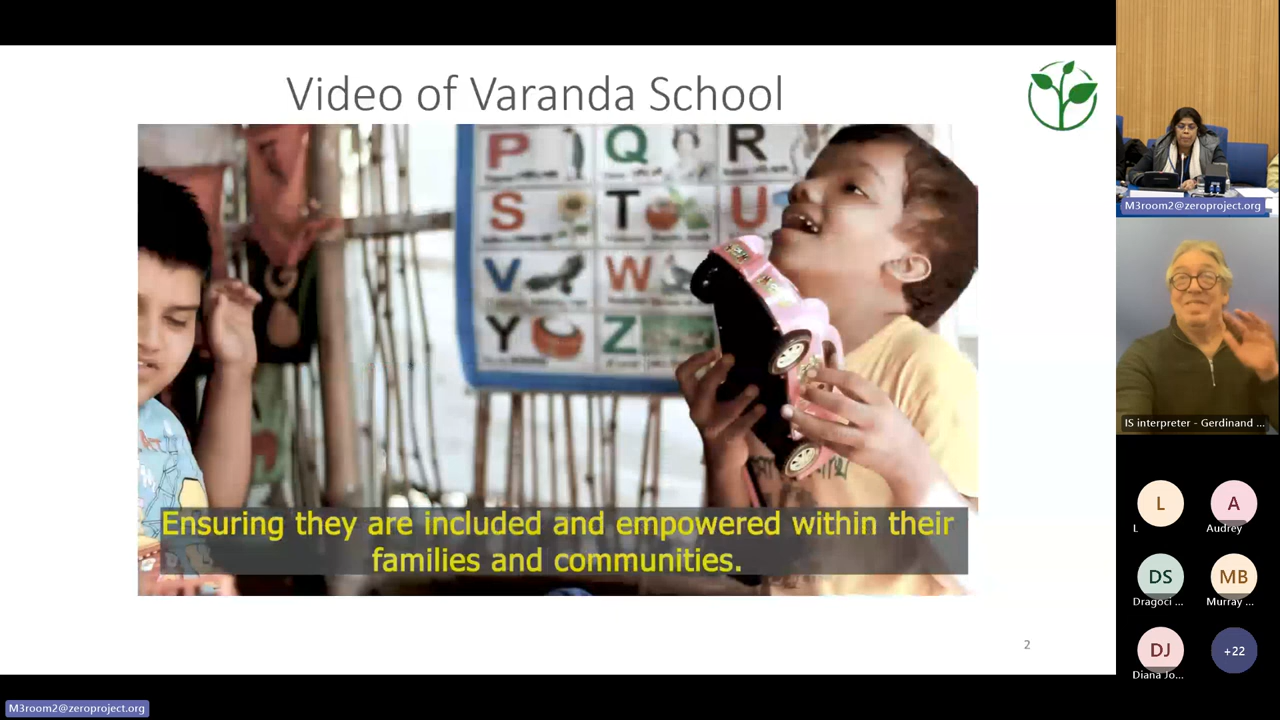 Video of Varanda School
P
Q
R
S
T
U
V
W
Y
Z
Ensuring they are included and empowered within their
families and communities.
2
M3room2@zeroproject.org
IS interpreter - Gerdinand ...
L
A
L
Audrey
DS
MB
Dragoci ...
Murray ...
DJ
+22
Diana Jo...
M3room2@zeroproject.org